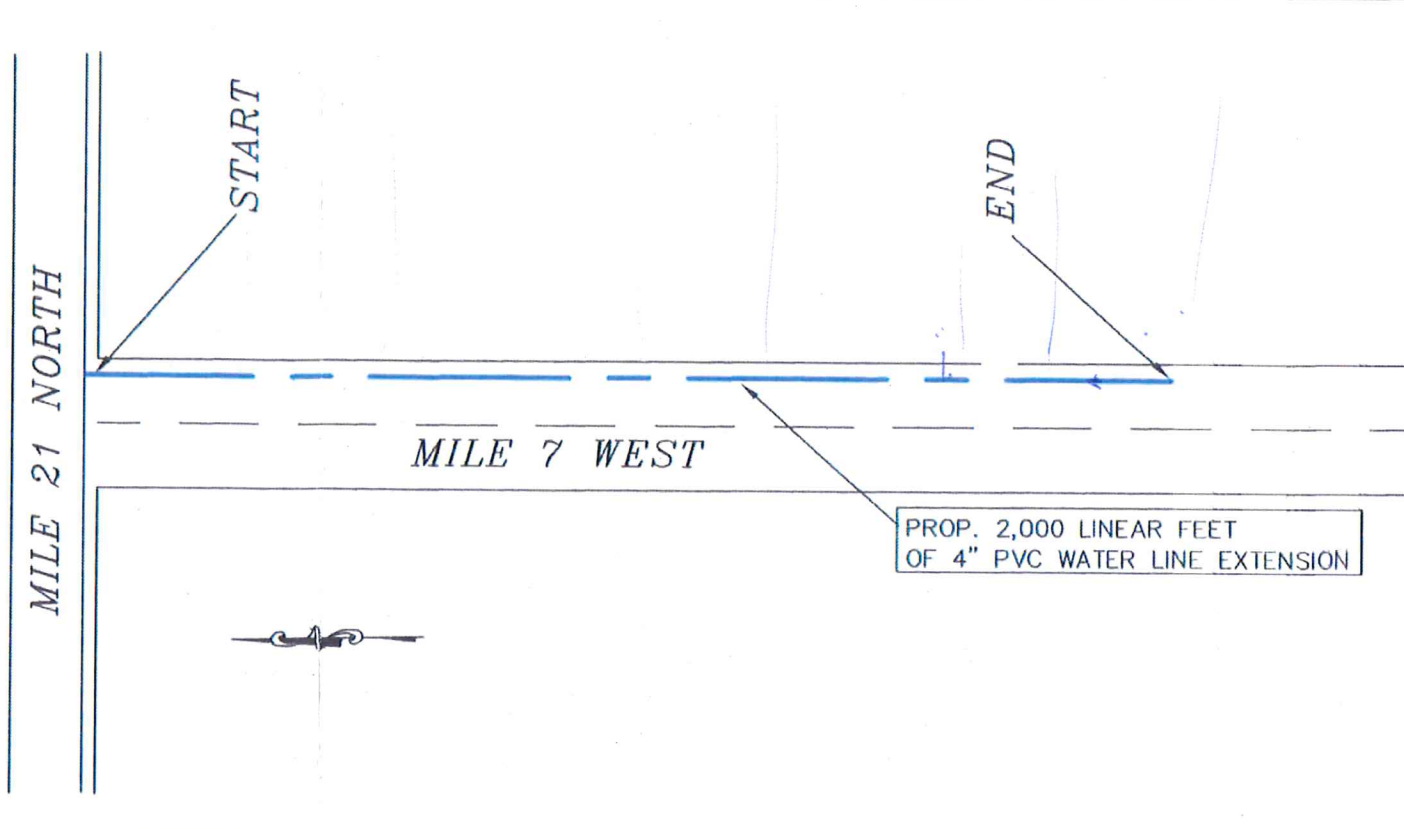 START
END
MILE 21 NORTH
MILE 7 WEST
PROP. 2,000 LINEAR FEET
OF 4" PVC WATER LINE EXTENSION